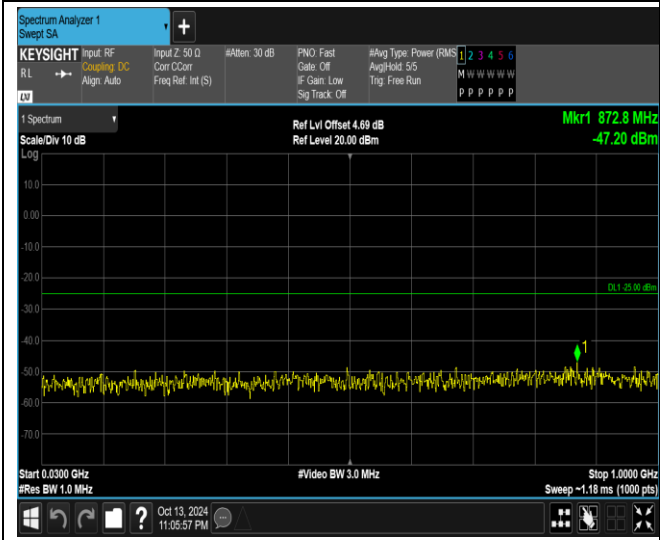 Spectrum Analyzer 1
Swept SA
+
KEYSIGHT Input: RF Input Z: 50 Ω #Atten: 30 dB PNO: Fast #Avg Type: Power (RMS 1 2 3 4 5 6
RL Coupling: DC Corr CCorr Gate: Off Avg|Hold: 5/5 M W W W W W
Align: Auto Freq Ref: Int (S) IF Gain: Low Trig: Free Run
Sig Track: Off P P P P P P
LXI
1 Spectrum Ref Lvl Offset 4.69 dB Mkr1 872.8 MHz
Scale/Div 10 dB Ref Level 20.00 dBm -47.20 dBm
Log
10.0
0.00
-10.0
-20.0
DL1 -25.00 dBm
-30.0
-40.0
1
-50.0
-60.0
-70.0
Start 0.0300 GHz #Video BW 3.0 MHz Stop 1.0000 GHz
#Res BW 1.0 MHz Sweep ~1.18 ms (1000 pts)
? Oct 13, 2024
11:05:57 PM